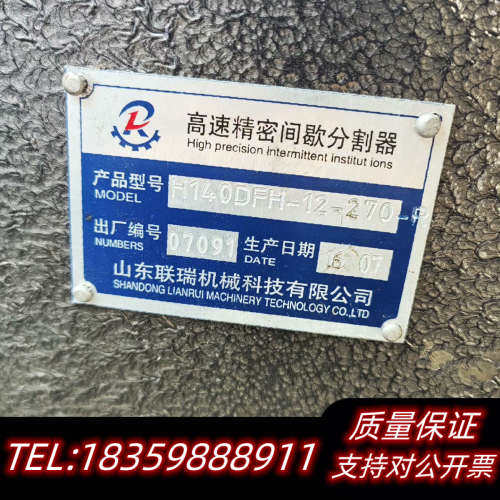 高速精密间歇分割器
High precision Intermittent Institutions
产品型号 H140DFH-12-270-R
MODEL
出厂编号 07091 生产日期 07
NUMBERS DATE
山东联瑞机械科技有限公司
SHANDONG LIANRUI MACHINERY TECHNOLOGY CO.,LTD
TEL:18359888911
质量保证
支持对公开票